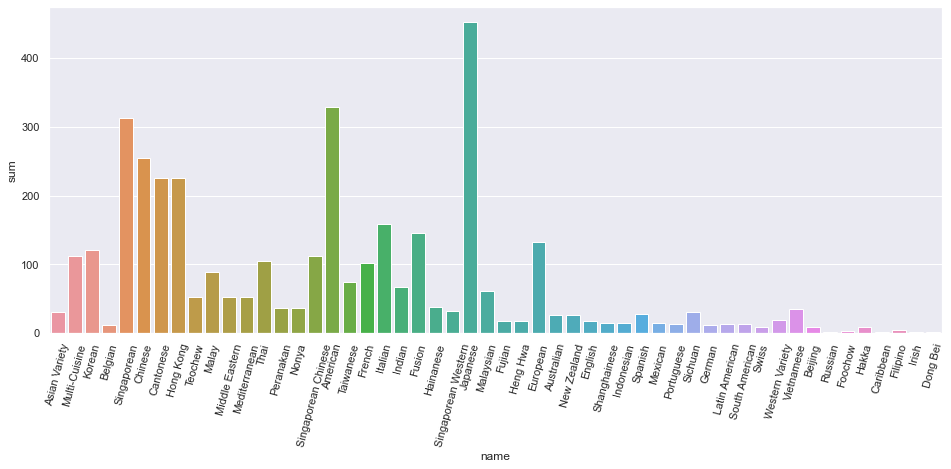 400
300
200
100
0
sum
Asian Variety
Multi-Cuisine
Korean
Belgian
Singaporean
Chinese
Cantonese
Hong Kong
Teochew
Malay
Middle Eastern
Mediterranean
Thai
Peranakan
Nonya
Singaporean Chinese
American
Taiwanese
French
Italian
Indian
Fusion
Hainanese
Singaporean Western
Japanese
Malaysian
Fujian
Heng Hwa
European
Australian
New Zealand
English
Shanghainese
Indonesian
Spanish
Mexican
Portuguese
Sichuan
German
Latin American
South American
Swiss
Western Variety
Vietnamese
Beijing
Russian
Foochow
Hakka
Caribbean
Filipino
Irish
Dong Bei
name